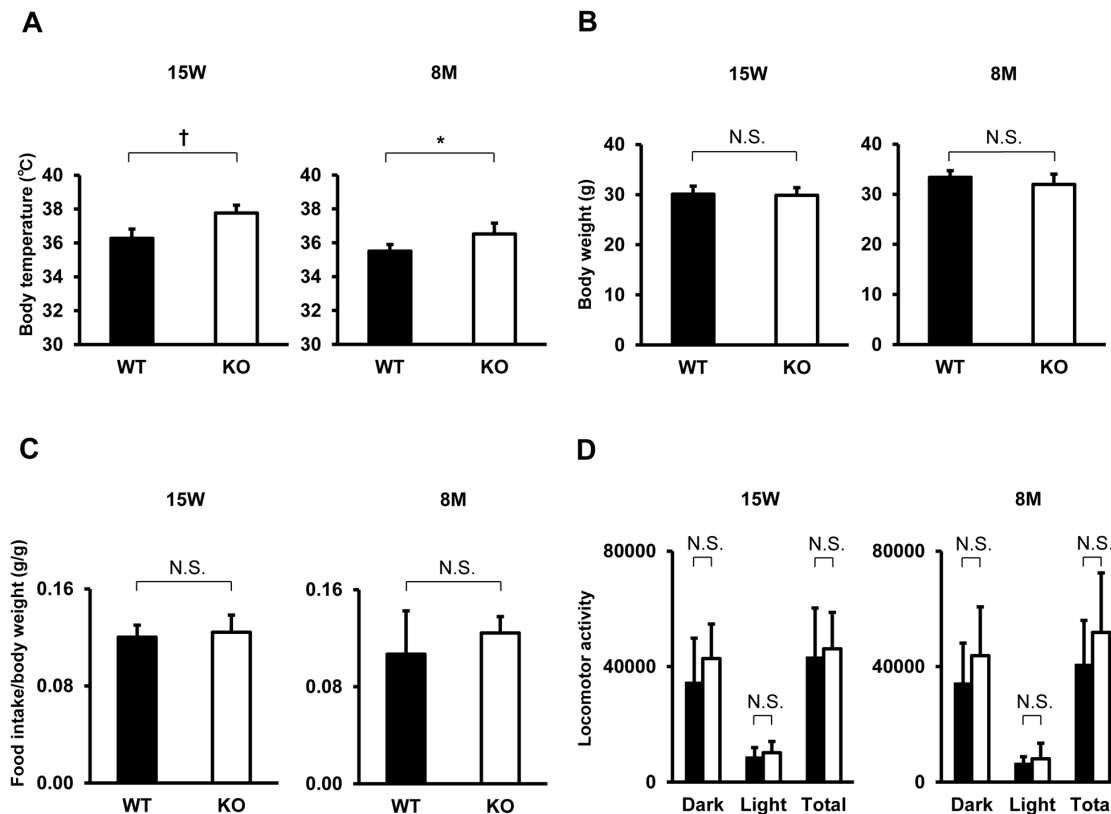 A
15W
8M
†
*
Body temperature (°C)
40
38
36
34
32
30
WT
KO
40
38
36
34
32
30
WT
KO
B
15W
8M
N.S.
N.S.
Body weight (g)
40
30
20
10
0
WT
KO
40
30
20
10
0
WT
KO
C
15W
8M
N.S.
N.S.
Food intake/body weight (g/g)
0.16
0.08
0.00
WT
KO
0.16
0.08
0.00
WT
KO
D
15W
8M
Locomotor activity
80000
40000
0
N.S.
N.S.
N.S.
Dark Light Total
80000
40000
0
N.S.
N.S.
N.S.
Dark Light Total